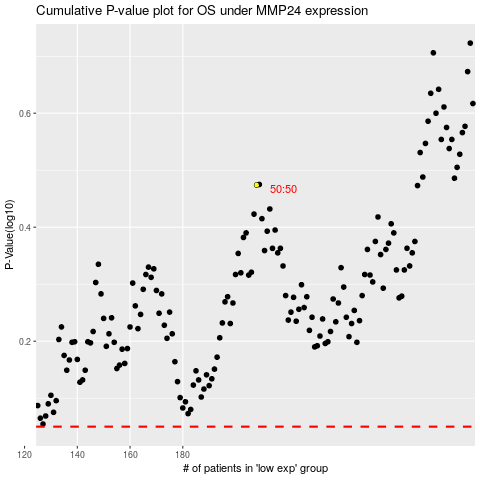 Cumulative P-value plot for OS under MMP24 expression
P-Value(log10)
0.6
0.4
0.2
50:50
120 140 160 180
# of patients in 'low exp' group